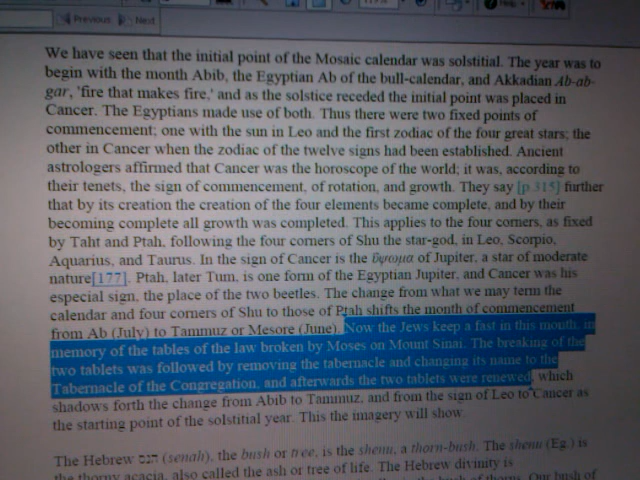 Previous Next
Help
We have seen that the initial point of the Mosaic calendar was solstitial. The year was to
begin with the month Abib, the Egyptian Ab of the bull-calendar, and Akkadian Ab-ab-
gar, 'fire that makes fire,' and as the solstice receded the initial point was placed in
Cancer. The Egyptians made use of both. Thus there were two fixed points of
commencement; one with the sun in Leo and the first zodiac of the four great stars; the
other in Cancer when the zodiac of the twelve signs had been established. Ancient
astrologers affirmed that Cancer was the horoscope of the world; it was, according to
their tenets, the sign of commencement, of rotation, and growth. They say [p.315] further
that by its creation the creation of the four elements became complete, and by their
becoming complete all growth was completed. This applies to the four corners, as fixed
by Taht and Ptah, following the four corners of Shu the star-god, in Leo, Scorpio,
Aquarius, and Taurus. In the sign of Cancer is the ὕψωμα of Jupiter, a star of moderate
nature[177]. Ptah, later Tum, is one form of the Egyptian Jupiter, and Cancer was his
especial sign, the place of the two beetles. The change from what we may term the
calendar and four corners of Shu to those of Ptah shifts the month of commencement
from Ab (July) to Tammuz or Mesore (June). Now the Jews keep a fast in this mouth, in
memory of the tables of the law broken by Moses on Mount Sinai. The breaking of the
two tablets was followed by removing the tabernacle and changing its name to the
Tabernacle of the Congregation, and afterwards the two tablets were renewed, which
shadows forth the change from Abib to Tammuz, and from the sign of Leo to Cancer as
the starting point of the solstitial year. This the imagery will show.
The Hebrew סנה (senah), the bush or tree, is the shenu, a thorn-bush. The shenu (Eg.) is
the thorny acacia, also called the ash or tree of life. The Hebrew divinity is